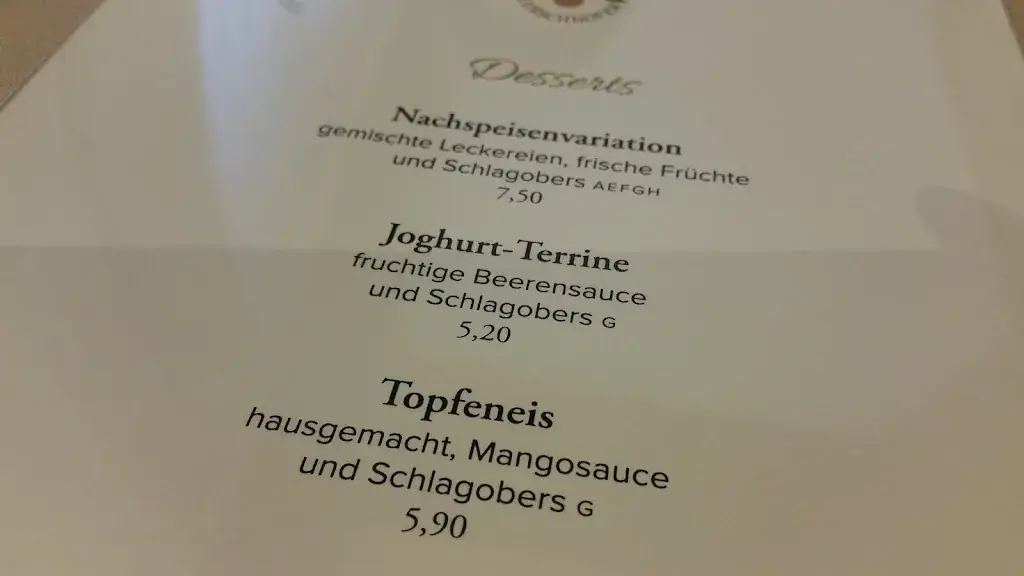 Desserts
Nachspeisenvariation
gemischte Leckereien, frische Früchte
und Schlagobers AEFGH
7,50
Joghurt-Terrine
fruchtige Beerensauce
und Schlagobers G
5,20
Topfeneis
hausgemacht, Mangosauce
und Schlagobers G
5,90